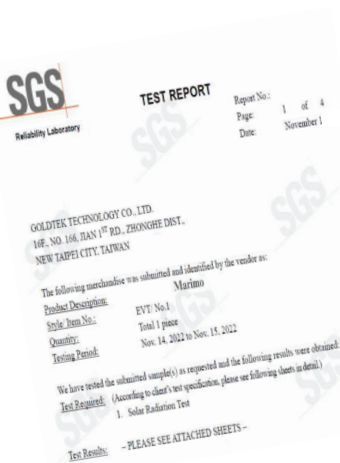 SGS
Reliability Laboratory
TEST REPORT
Report No.:
Page: 1 of 4
Date: November 1
GOLDTEK TECHNOLOGY CO., LTD.
16F., NO. 166, JIAN 1ST RD., ZHONGHE DIST.,
NEW TAIPEI CITY, TAIWAN
The following merchandise was submitted and identified by the vendor as:
Product Description: Marimo
Style/ Item No.: EVT/ No.1
Quantity: Total 1 piece
Testing Period: Nov. 14, 2022 to Nov. 15, 2022
We have tested the submitted sample(s) as requested and the following results were obtained:
Test Required: (According to client's test specification, please see following sheets in detail.)
1. Solar Radiation Test
Test Results: – PLEASE SEE ATTACHED SHEETS –
SGS
SGS
SGS
SGS
SGS